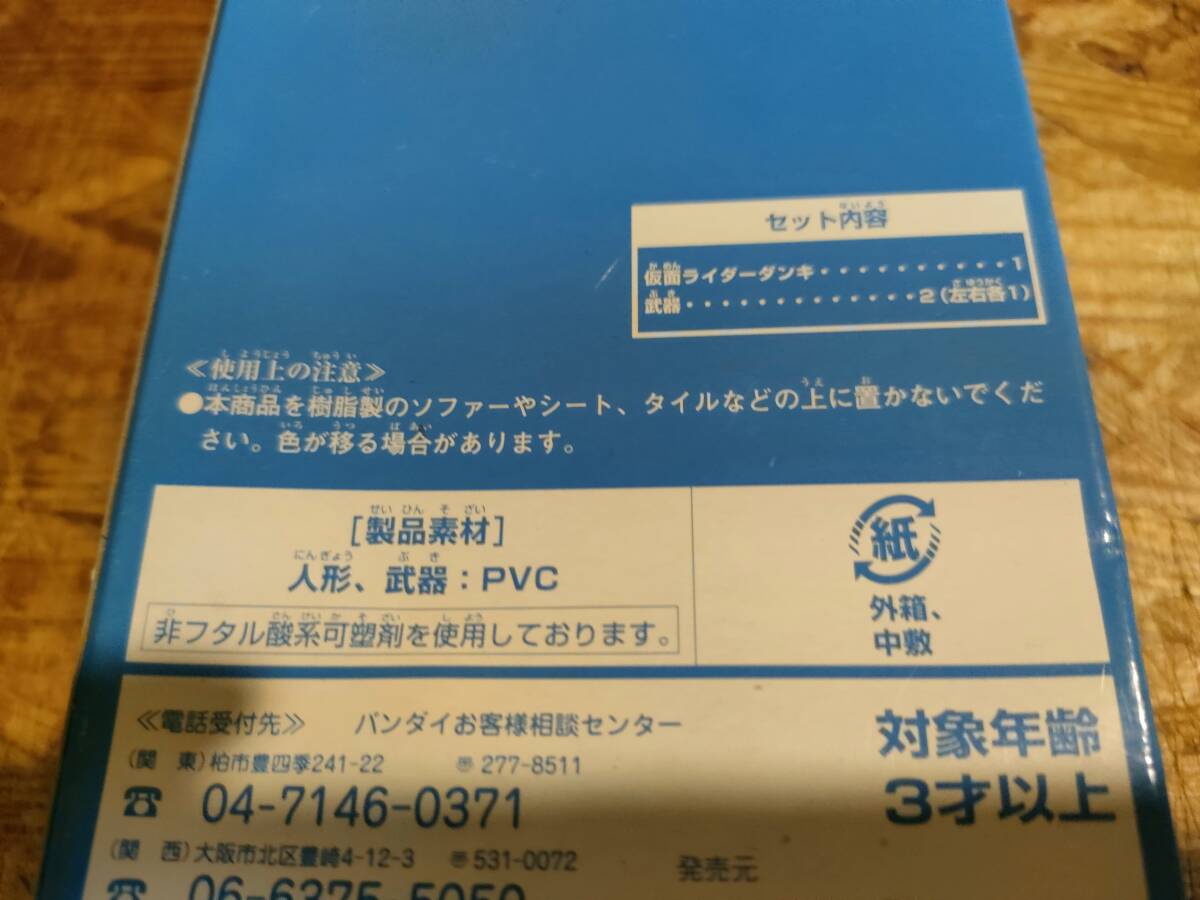 セット内容
仮面ライダーダンキ・・・・・・・・・・・1
武器・・・・・・・・・・・・・2(左右各1)
≪使用上の注意≫
●本商品を樹脂製のソファーやシート、タイルなどの上に置かないでくだ
さい。色が移る場合があります。
[製品素材]
人形、武器：PVC
非フタル酸系可塑剤を使用しております。
紙
外箱、
中敷
≪電話受付先≫ バンダイお客様相談センター
(関 東)柏市豊四季241-22 〠277-8511
☎ 04-7146-0371
(関 西)大阪市北区豊崎4-12-3 〠531-0072
☎ 06-6375-5050
対象年齢
3才以上
発売元